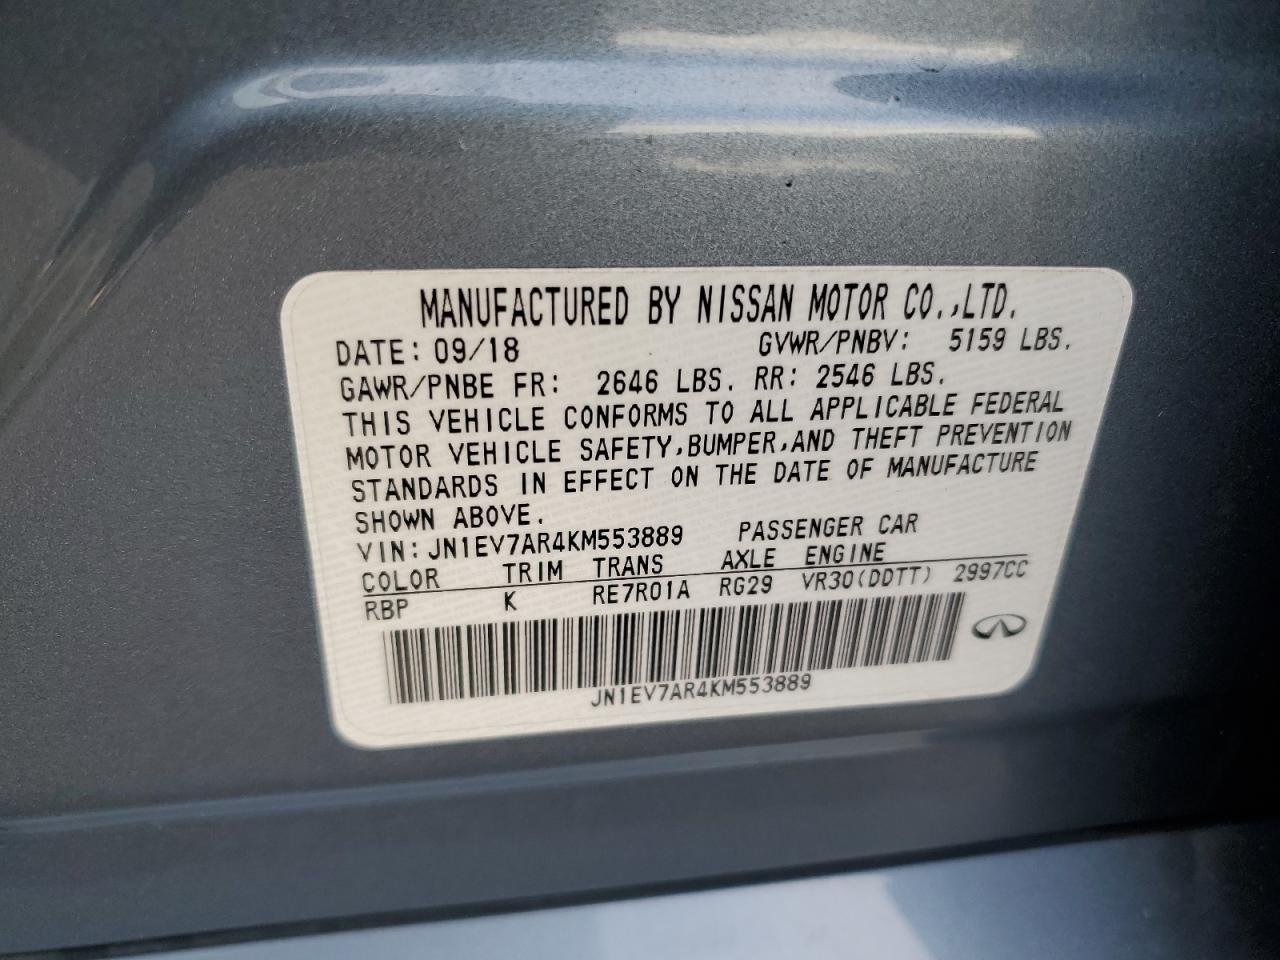 MANUFACTURED BY NISSAN MOTOR CO.,LTD.
DATE: 09/18 GVWR/PNBV: 5159 LBS.
GAWR/PNBE FR: 2646 LBS. RR: 2546 LBS.
THIS VEHICLE CONFORMS TO ALL APPLICABLE FEDERAL
MOTOR VEHICLE SAFETY,BUMPER,AND THEFT PREVENTION
STANDARDS IN EFFECT ON THE DATE OF MANUFACTURE
SHOWN ABOVE.
VIN: JN1EV7AR4KM553889 PASSENGER CAR
COLOR TRIM TRANS AXLE ENGINE
RBP K RE7R01A RG29 VR30(DDTT) 2997CC
JN1EV7AR4KM553889